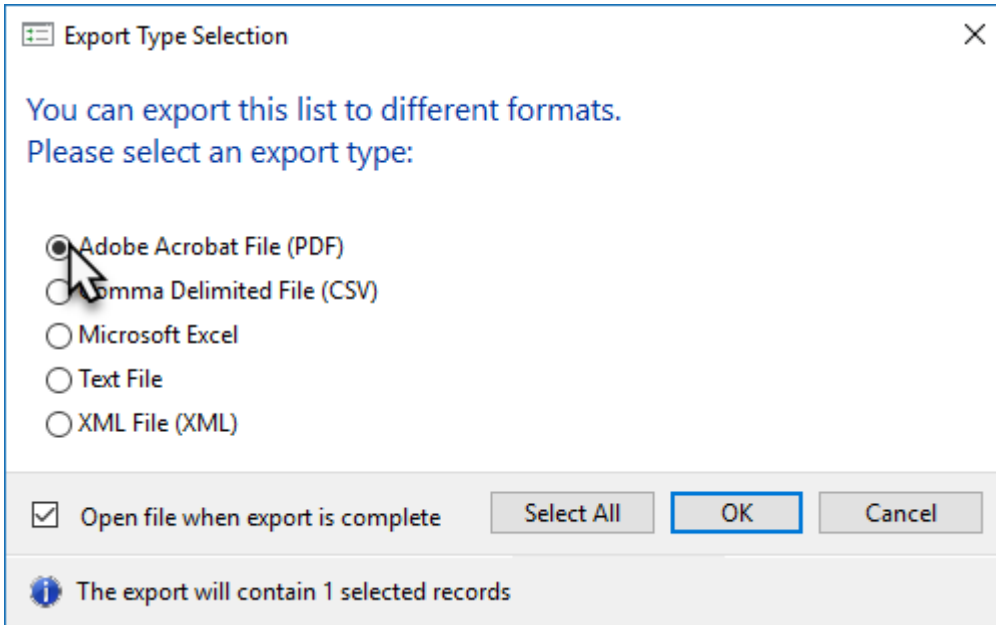 Export Type Selection
You can export this list to different formats.
Please select an export type:
Adobe Acrobat File (PDF)
Comma Delimited File (CSV)
Microsoft Excel
Text File
XML File (XML)
Open file when export is complete
Select All
OK
Cancel
The export will contain 1 selected records